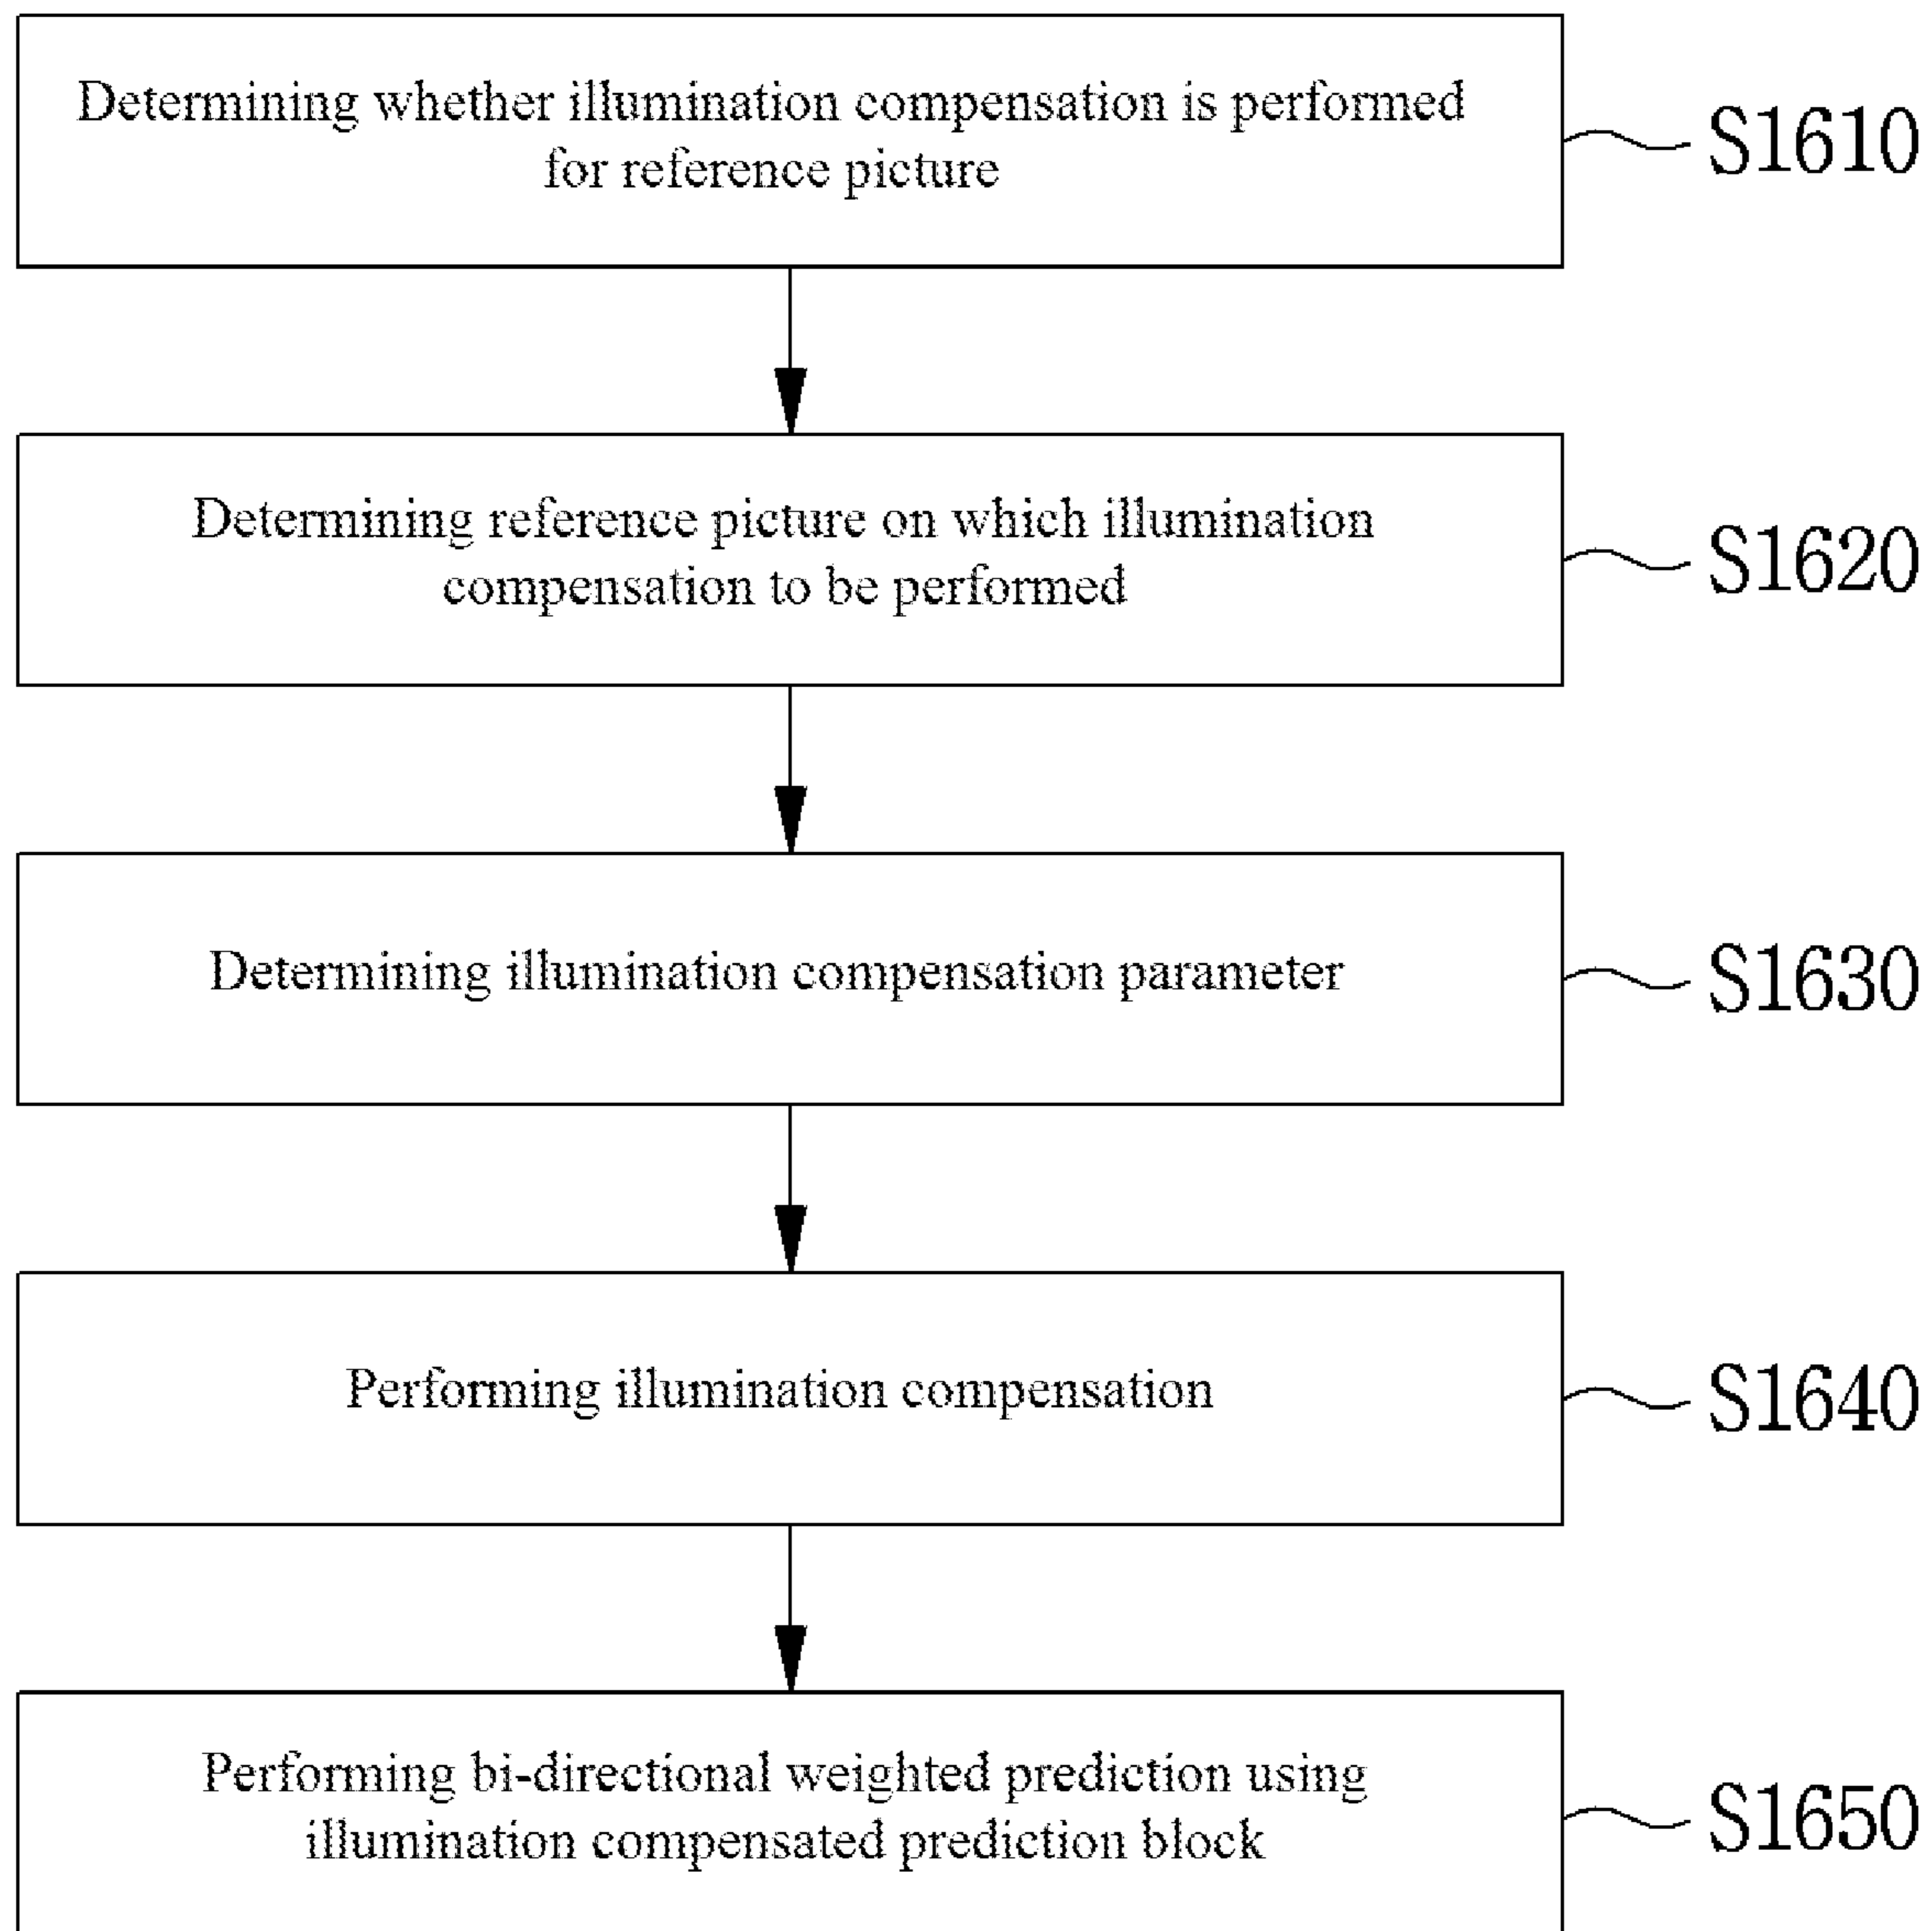 Determining whether illumination compensation is performed
for reference picture
S1610
Determining reference picture on which illumination
compensation to be performed
S1620
Determining illumination compensation parameter
S1630
Performing illumination compensation
S1640
Performing bi-directional weighted prediction using
illumination compensated prediction block
S1650